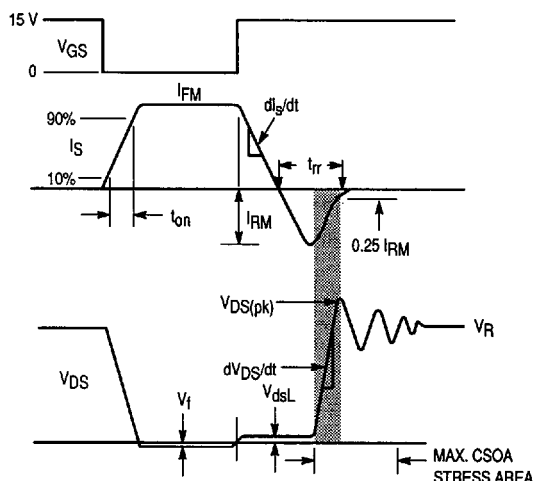 15 V
V_GS
0
I_FM
90%
dI_s/dt
I_S
t_rr
10%
t_on
I_RM
0.25 I_RM
V_DS(pk)
V_R
dV_DS/dt
V_DS
V_f
V_dsL
MAX. CSOA
STRESS AREA